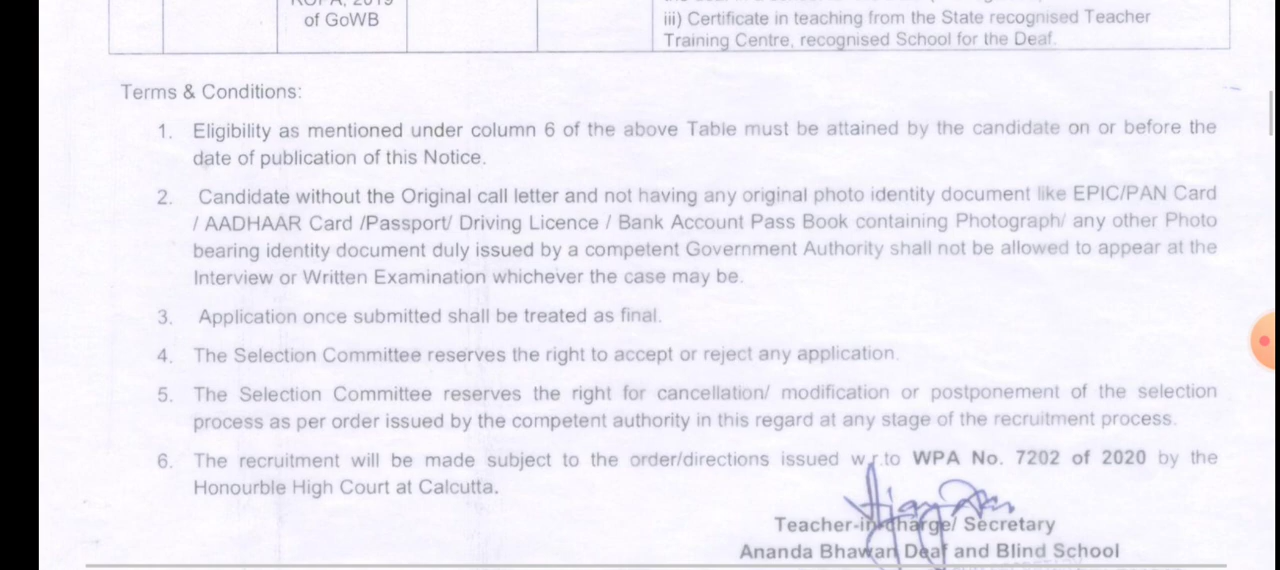 ROPA, 2019
of GoWB
iii) Certificate in teaching from the State recognised Teacher
Training Centre, recognised School for the Deaf.
Terms & Conditions:
1. Eligibility as mentioned under column 6 of the above Table must be attained by the candidate on or before the
date of publication of this Notice.
2. Candidate without the Original call letter and not having any original photo identity document like EPIC/PAN Card
/ AADHAAR Card /Passport/ Driving Licence / Bank Account Pass Book containing Photograph/ any other Photo
bearing identity document duly issued by a competent Government Authority shall not be allowed to appear at the
Interview or Written Examination whichever the case may be.
3. Application once submitted shall be treated as final.
4. The Selection Committee reserves the right to accept or reject any application.
5. The Selection Committee reserves the right for cancellation/ modification or postponement of the selection
process as per order issued by the competent authority in this regard at any stage of the recruitment process.
6. The recruitment will be made subject to the order/directions issued w.r.to WPA No. 7202 of 2020 by the
Honourble High Court at Calcutta.
Teacher-in-charge/ Secretary
Ananda Bhawan Deaf and Blind School